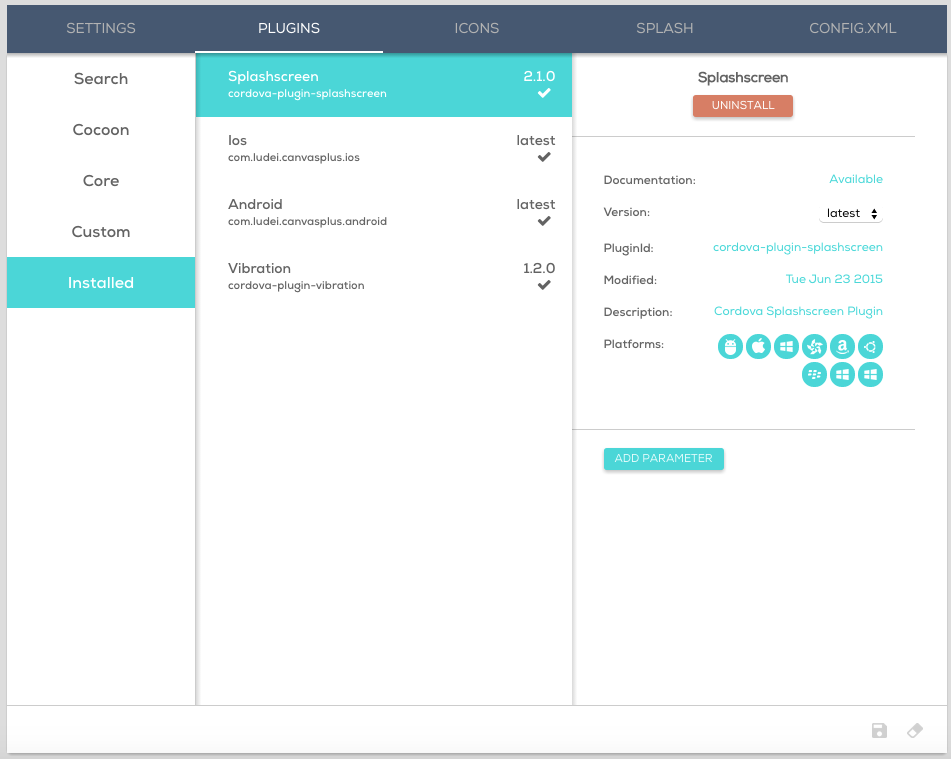 SETTINGS PLUGINS ICONS SPLASH CONFIG.XML
Search
Cocoon
Core
Custom
Installed
Splashscreen 2.1.0
cordova-plugin-splashscreen
Ios latest
com.ludei.canvasplus.ios
Android latest
com.ludei.canvasplus.android
Vibration 1.2.0
cordova-plugin-vibration
Splashscreen
UNINSTALL
Documentation: Available
Version: latest
PluginId: cordova-plugin-splashscreen
Modified: Tue Jun 23 2015
Description: Cordova Splashscreen Plugin
Platforms:
ADD PARAMETER